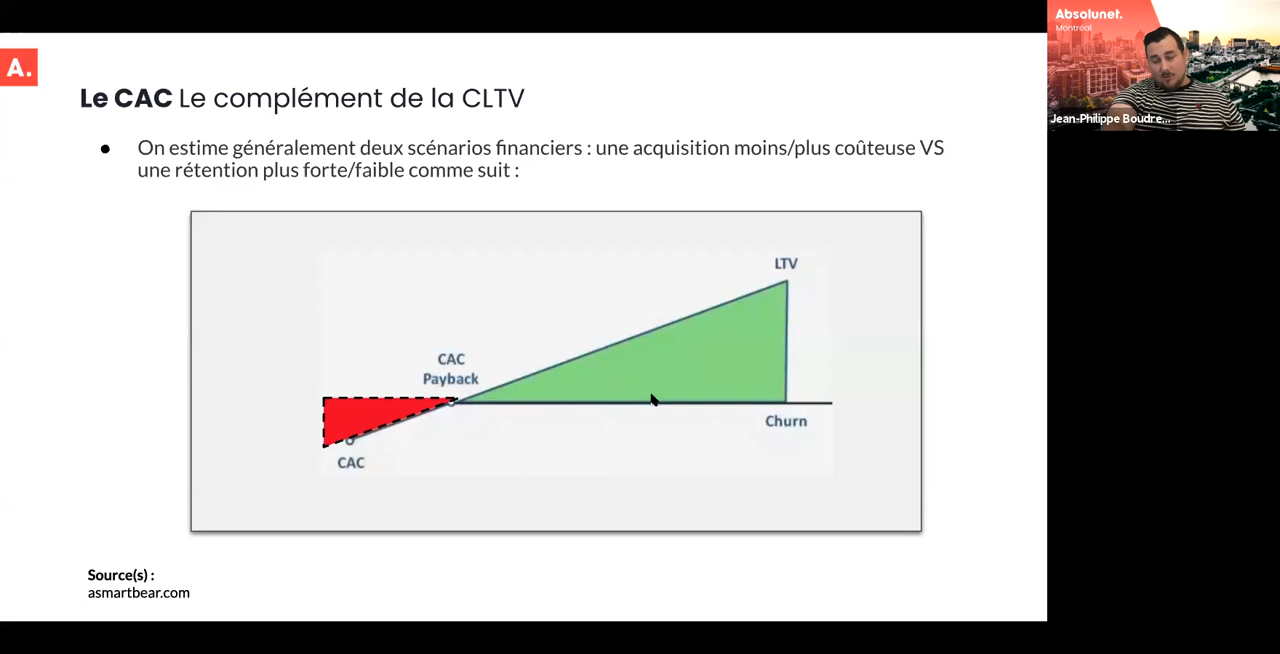 A.
Le CAC Le complément de la CLTV
On estime généralement deux scénarios financiers : une acquisition moins/plus coûteuse VS
une rétention plus forte/faible comme suit :
LTV
CAC
Payback
Churn
CAC
Source(s) :
asmartbear.com
Absolunet.
Montréal
Jean-Philippe Boudre...